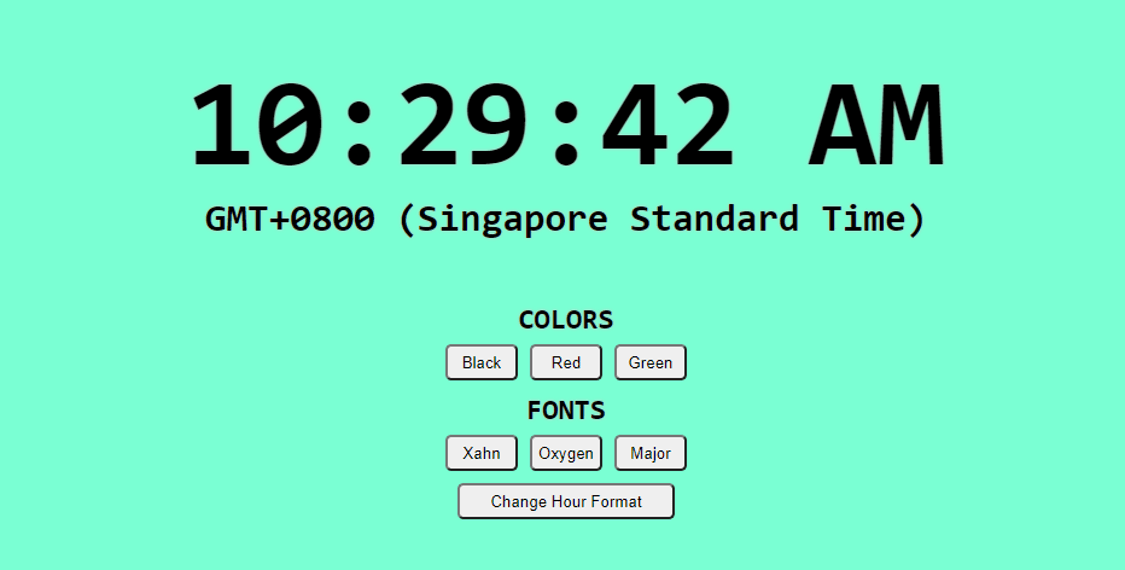 10:29:42 AM
GMT+0800 (Singapore Standard Time)
COLORS
Black Red Green
FONTS
Xahn Oxygen Major
Change Hour Format